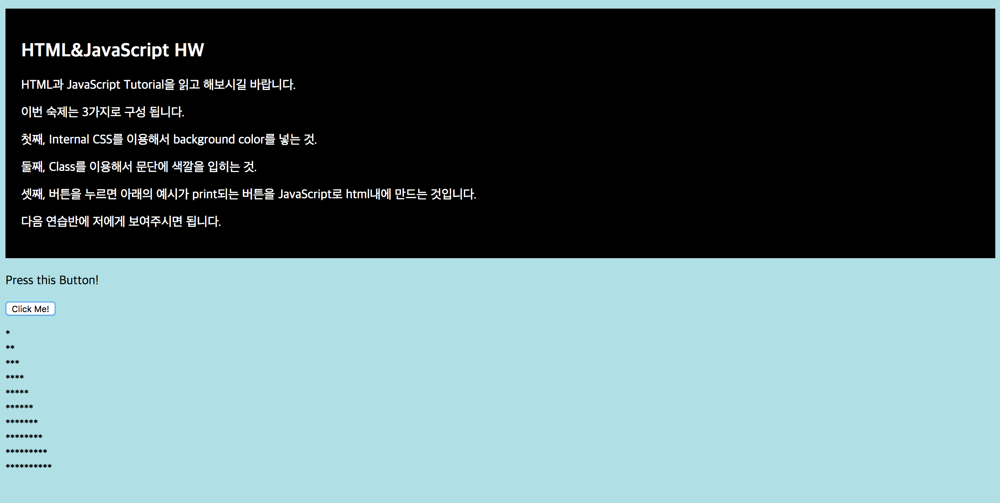 HTML&JavaScript HW
HTML과 JavaScript Tutorial을 읽고 해보시길 바랍니다.
이번 숙제는 3가지로 구성 됩니다.
첫째, Internal CSS를 이용해서 background color를 넣는 것.
둘째, Class를 이용해서 문단에 색깔을 입히는 것.
셋째, 버튼을 누르면 아래의 예시가 print되는 버튼을 JavaScript로 html내에 만드는 것입니다.
다음 연습반에 저에게 보여주시면 됩니다.
Press this Button!
Click Me!
*
**
***
****
*****
******
*******
********
*********
**********